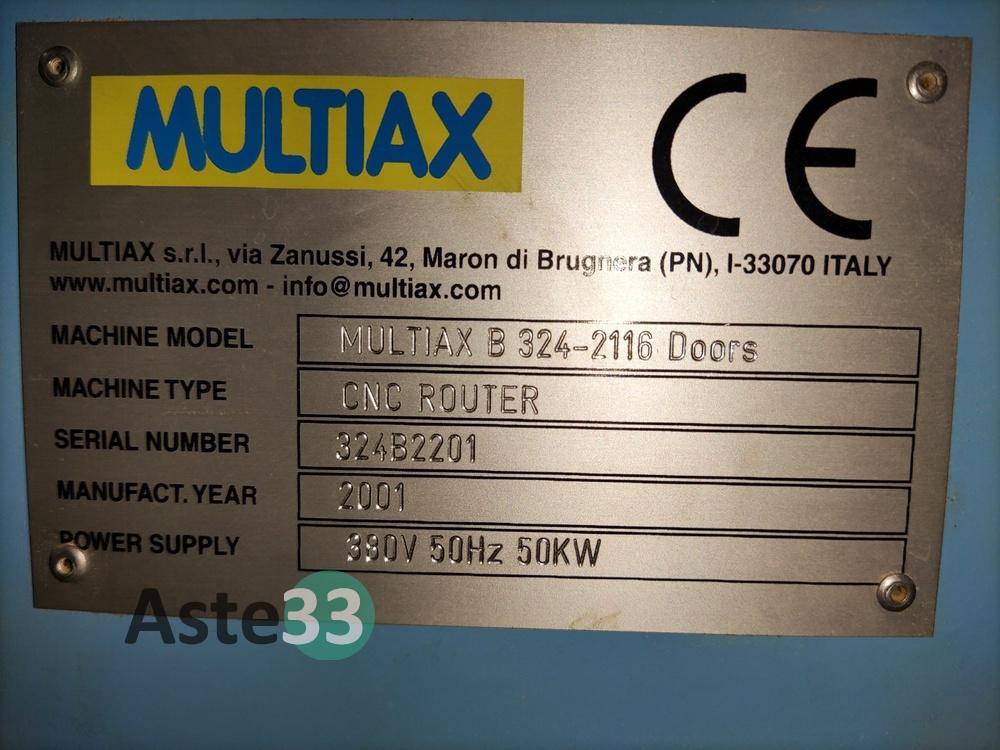 MULTIAX
CE
MULTIAX s.r.l., via Zanussi, 42, Maron di Brugnera (PN), I-33070 ITALY
www.multiax.com - info@multiax.com
MACHINE MODEL MULTIAX B 324-2116 Doors
MACHINE TYPE CNC ROUTER
SERIAL NUMBER 324B2201
MANUFACT. YEAR 2001
POWER SUPPLY 380V 50Hz 50KW
Aste33